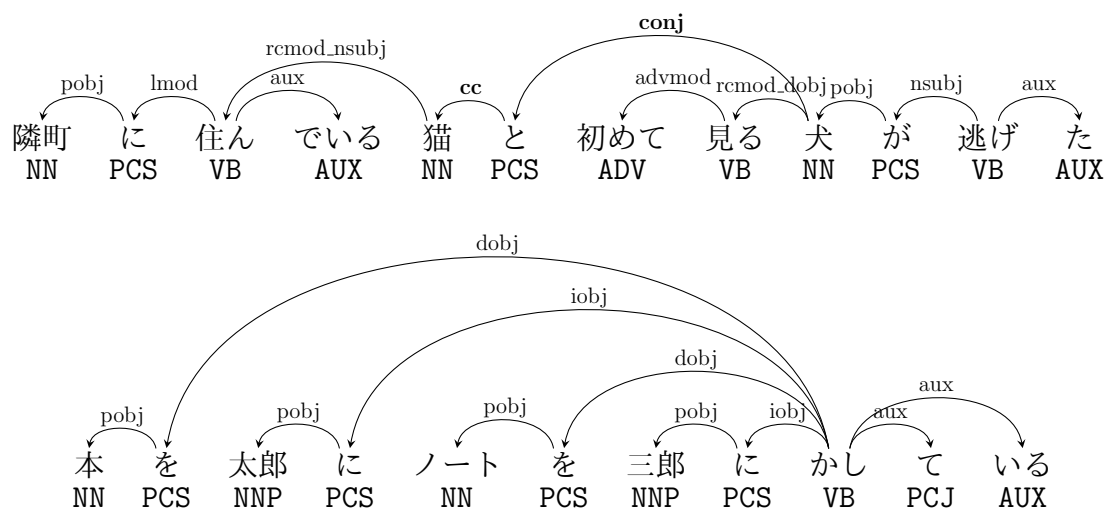 conj
rcmod_nsubj
pobj lmod aux cc advmod rcmod_dobj pobj nsubj aux
隣町 に 住ん でいる 猫 と 初めて 見る 犬 が 逃げ た
NN PCS VB AUX NN PCS ADV VB NN PCS VB AUX
dobj
iobj
dobj
aux
pobj pobj pobj pobj iobj aux
本 を 太郎 に ノート を 三郎 に かし て いる
NN PCS NNP PCS NN PCS NNP PCS VB PCJ AUX